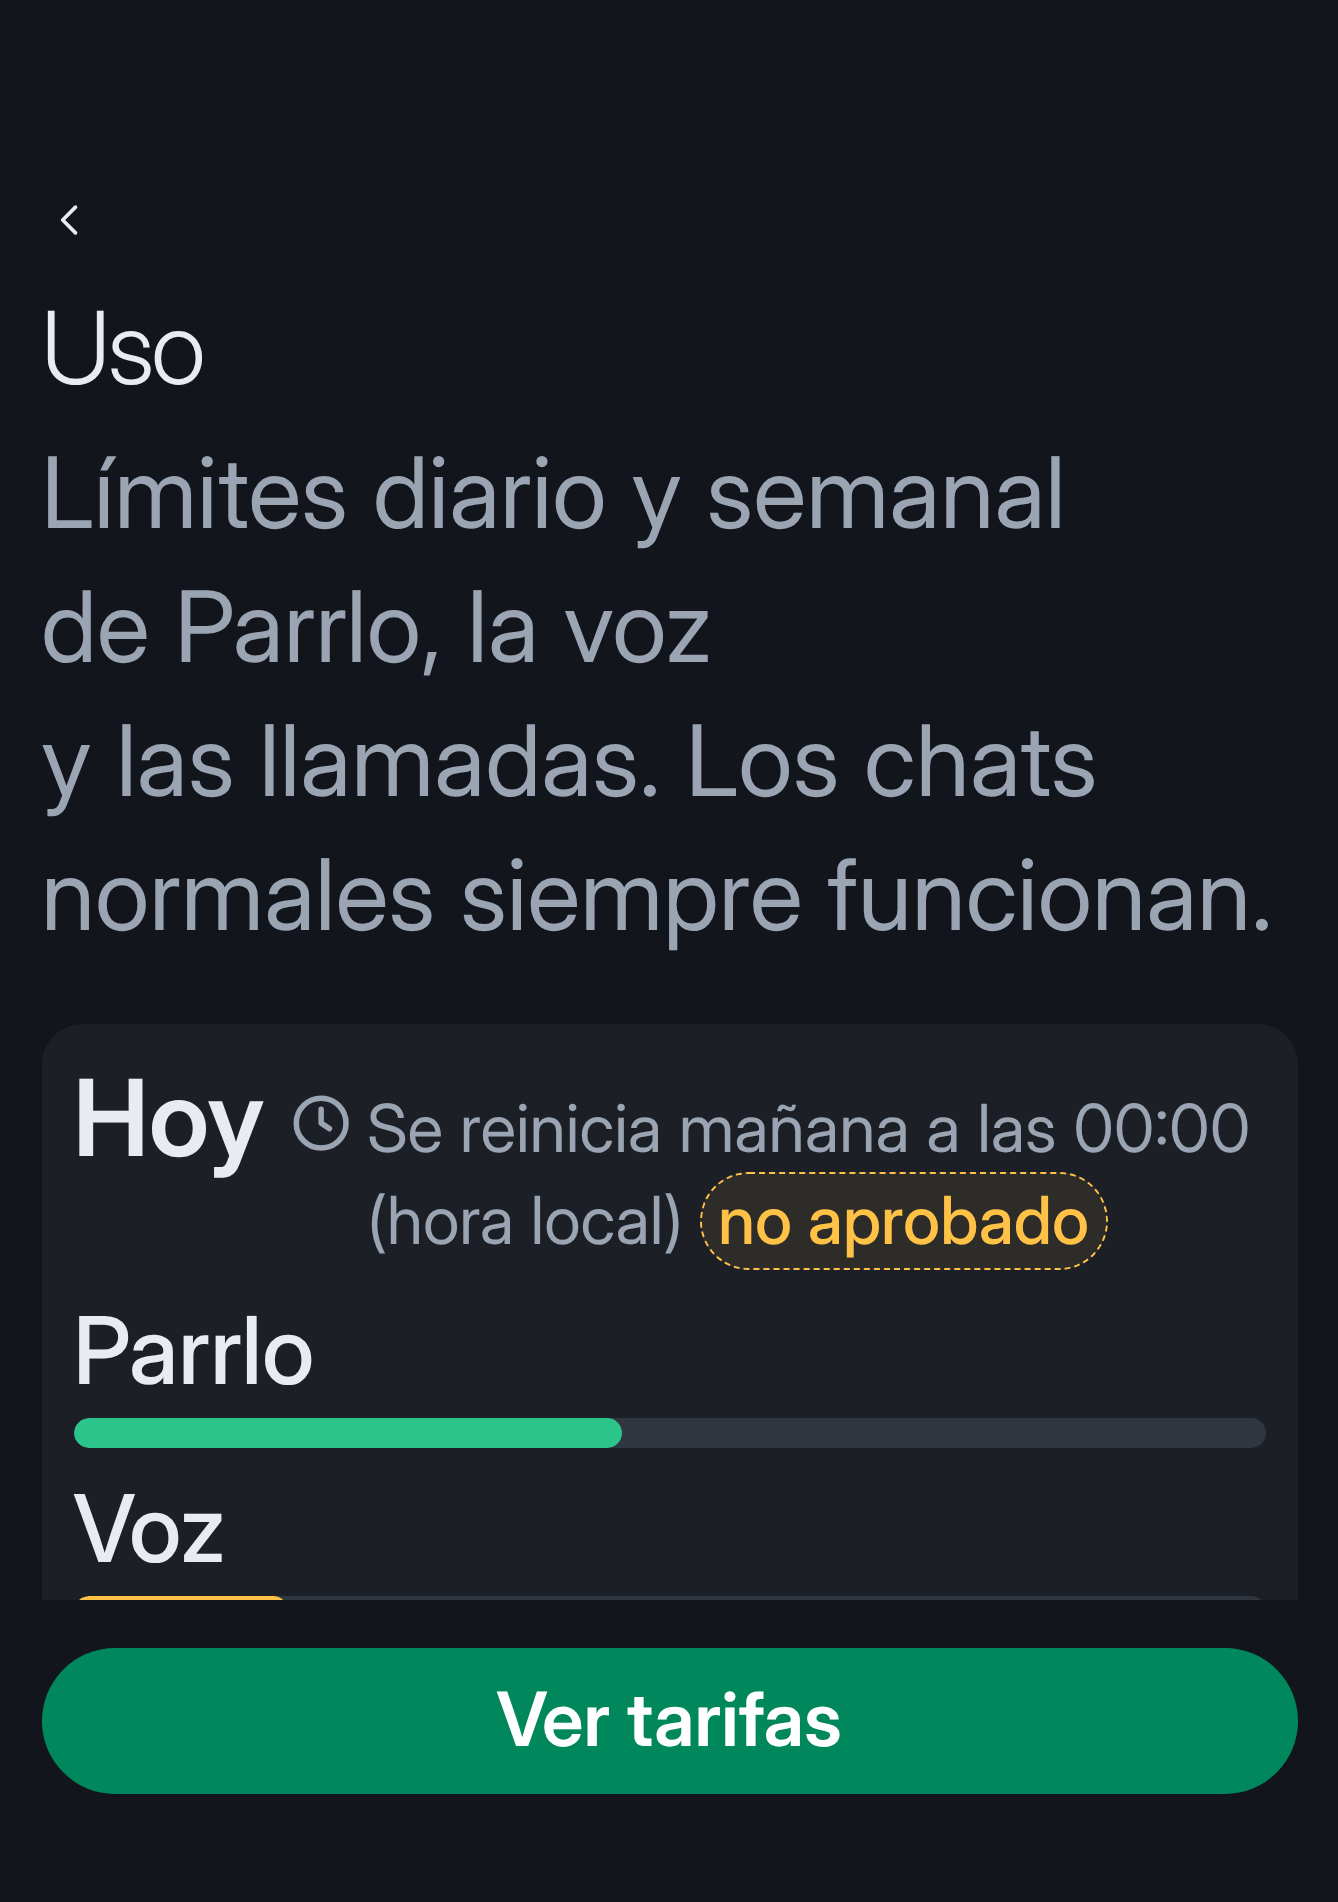 Uso
Límites diario y semanal
de Parrlo, la voz
y las llamadas. Los chats
normales siempre funcionan.
Hoy Se reinicia mañana a las 00:00
(hora local) no aprobado
Parrlo
Voz
Ver tarifas